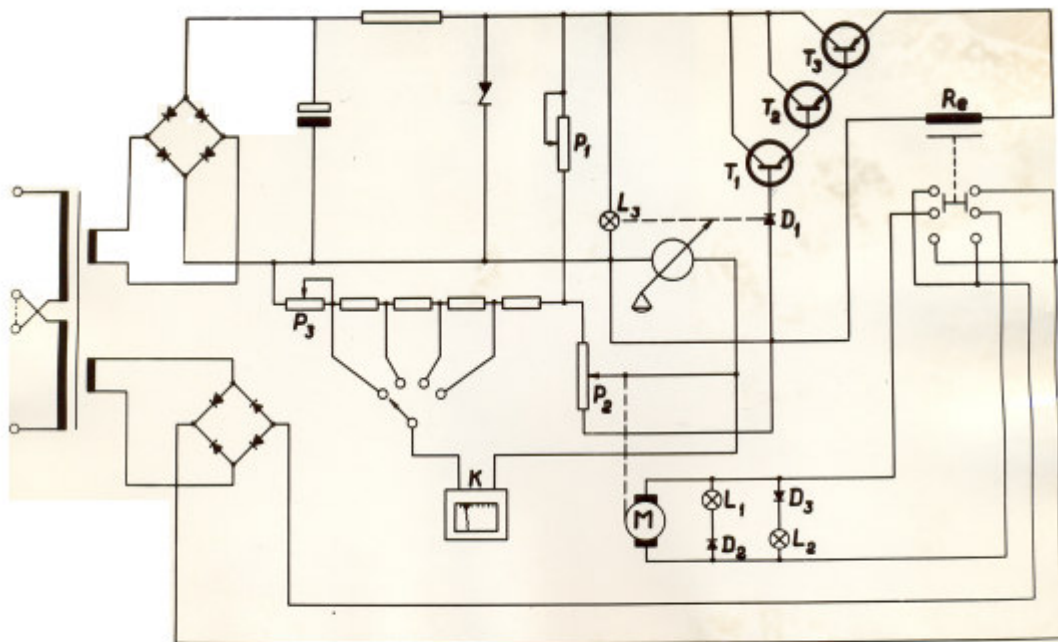 T₃
T₂
Re
P₁
T₁
L₃
D₁
P₃
P₂
K
M
L₁
D₃
D₂
L₂